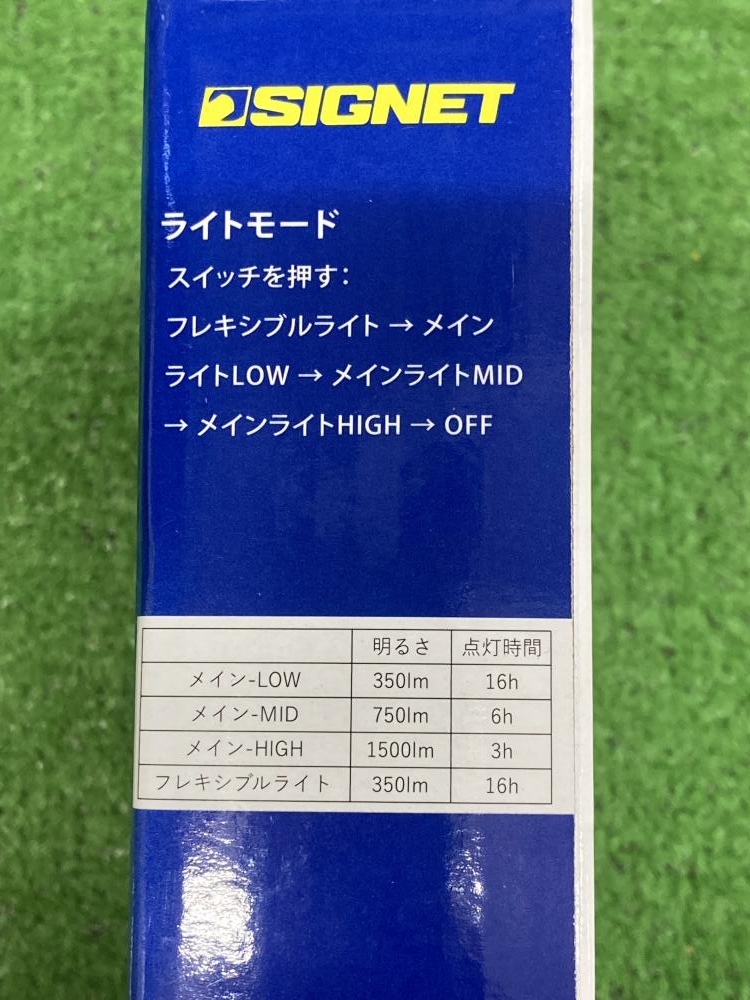 SIGNET
ライトモード
スイッチを押す：
フレキシブルライト → メイン
ライトLOW → メインライトMID
→ メインライトHIGH → OFF
明るさ 点灯時間
メイン-LOW 350lm 16h
メイン-MID 750lm 6h
メイン-HIGH 1500lm 3h
フレキシブルライト 350lm 16h